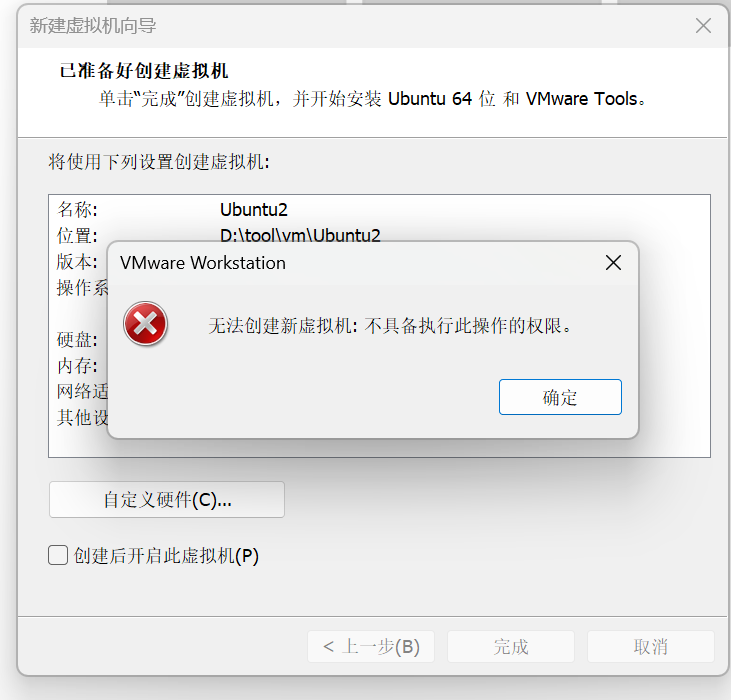 新建虚拟机向导
已准备好创建虚拟机
单击“完成”创建虚拟机，并开始安装 Ubuntu 64 位 和 VMware Tools。
将使用下列设置创建虚拟机:
名称: Ubuntu2
位置: D:\tool\vm\Ubuntu2
版本:
操作系
硬盘:
内存:
网络适
其他设
VMware Workstation
无法创建新虚拟机: 不具备执行此操作的权限。
确定
自定义硬件(C)...
创建后开启此虚拟机(P)
< 上一步(B) 完成 取消